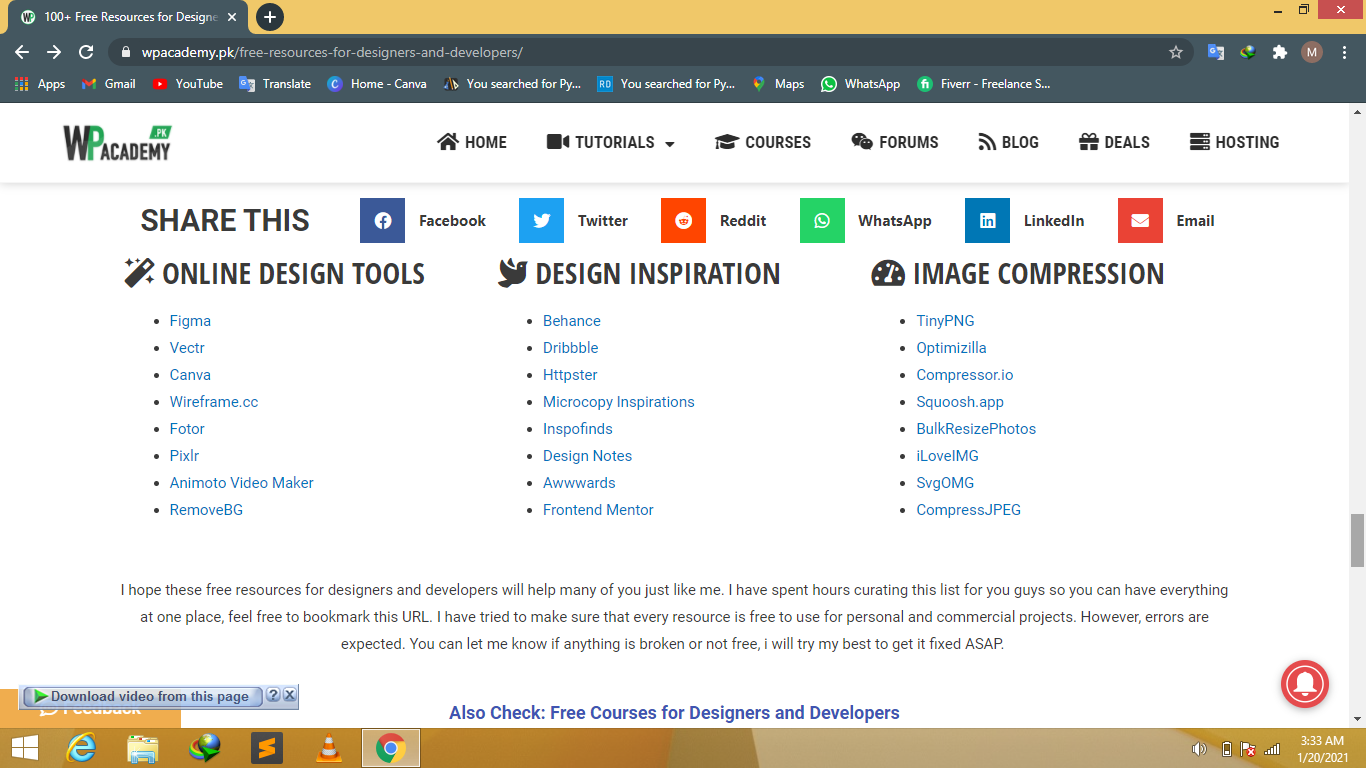 100+ Free Resources for Designe
wpacademy.pk/free-resources-for-designers-and-developers/
M
Apps Gmail YouTube Translate Home - Canva You searched for Py... RD You searched for Py... Maps WhatsApp Fiverr - Freelance S...
WPACADEMY .PK
HOME TUTORIALS COURSES FORUMS BLOG DEALS HOSTING
SHARE THIS Facebook Twitter Reddit WhatsApp LinkedIn Email
ONLINE DESIGN TOOLS
Figma
Vectr
Canva
Wireframe.cc
Fotor
Pixlr
Animoto Video Maker
RemoveBG
DESIGN INSPIRATION
Behance
Dribbble
Httpster
Microcopy Inspirations
Inspofinds
Design Notes
Awwwards
Frontend Mentor
IMAGE COMPRESSION
TinyPNG
Optimizilla
Compressor.io
Squoosh.app
BulkResizePhotos
iLoveIMG
SvgOMG
CompressJPEG
I hope these free resources for designers and developers will help many of you just like me. I have spent hours curating this list for you guys so you can have everything
at one place, feel free to bookmark this URL. I have tried to make sure that every resource is free to use for personal and commercial projects. However, errors are
expected. You can let me know if anything is broken or not free, i will try my best to get it fixed ASAP.
Download video from this page ? X
Feedback
Also Check: Free Courses for Designers and Developers
3:33 AM
1/20/2021